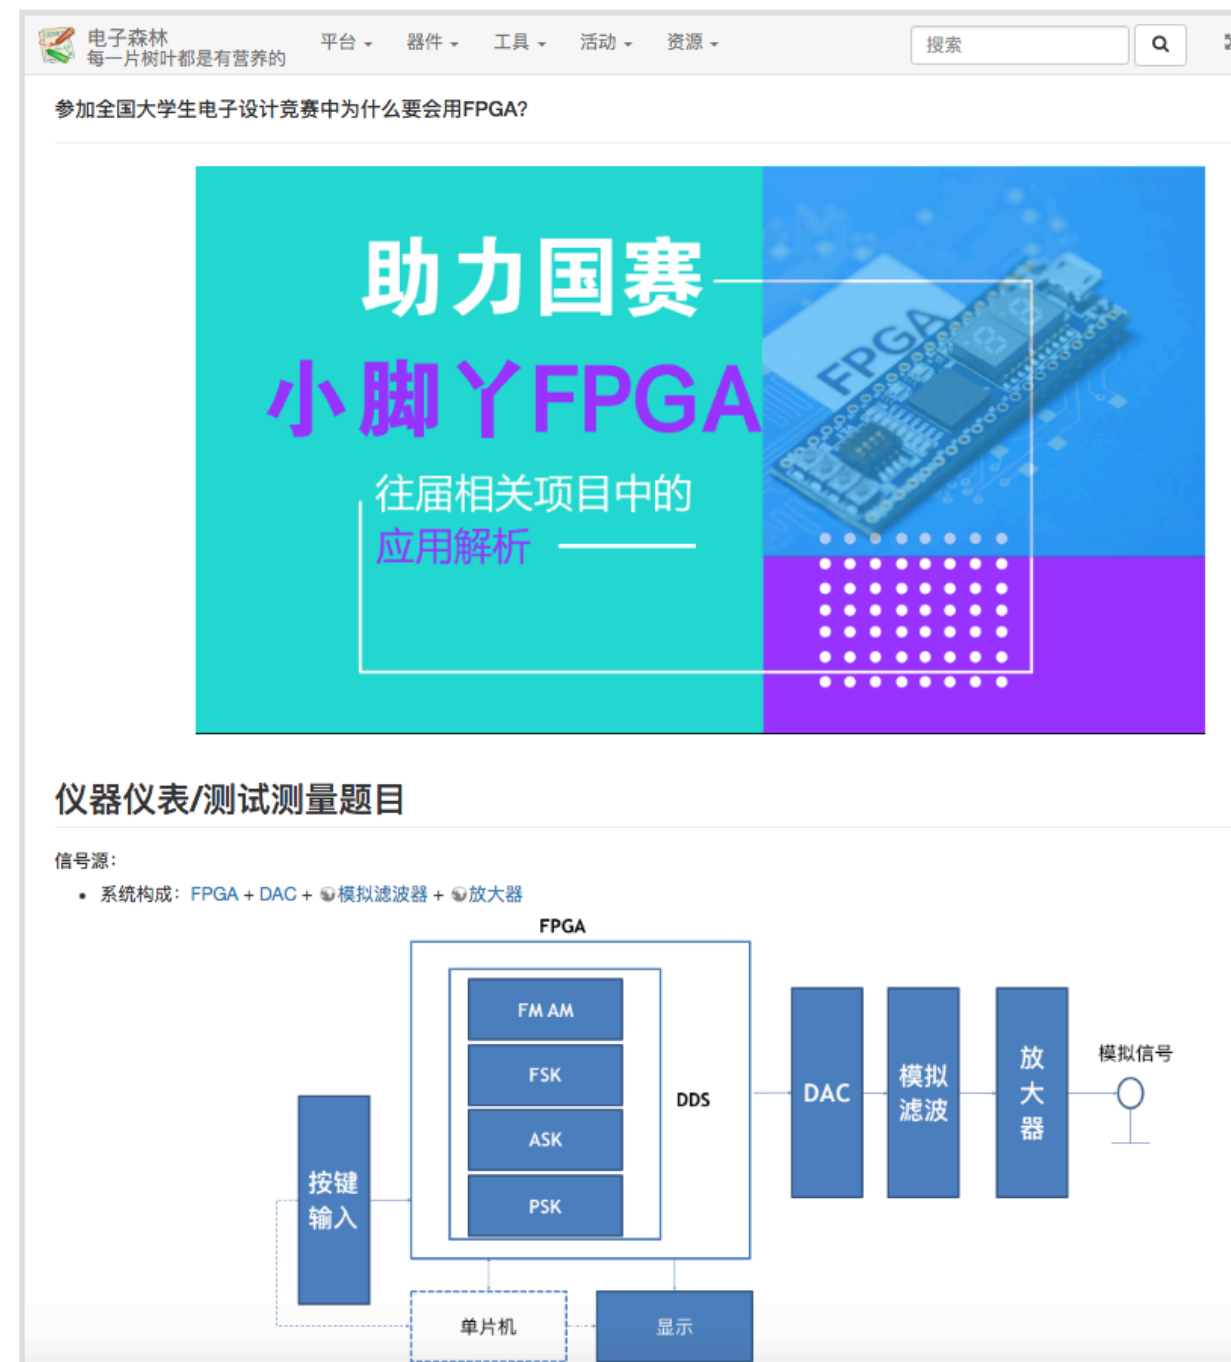 电子森林
每一片树叶都是有营养的
平台
器件
工具
活动
资源
搜索
参加全国大学生电子设计竞赛中为什么要会用FPGA?
助力国赛
小脚丫FPGA
往届相关项目中的
应用解析
FPGA
仪器仪表/测试测量题目
信号源：
系统构成：FPGA + DAC + 模拟滤波器 + 放大器
FPGA
FM AM
FSK
ASK
PSK
DDS
按键
输入
DAC
模拟
滤波
放
大
器
模拟信号
单片机
显示